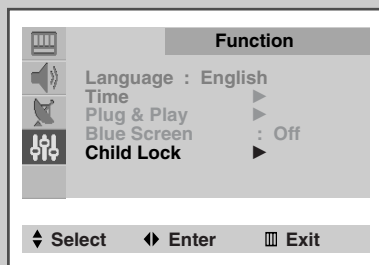 Function
Language : English
Time ►
Plug & Play ►
Blue Screen : Off
Child Lock ►
Select Enter Exit